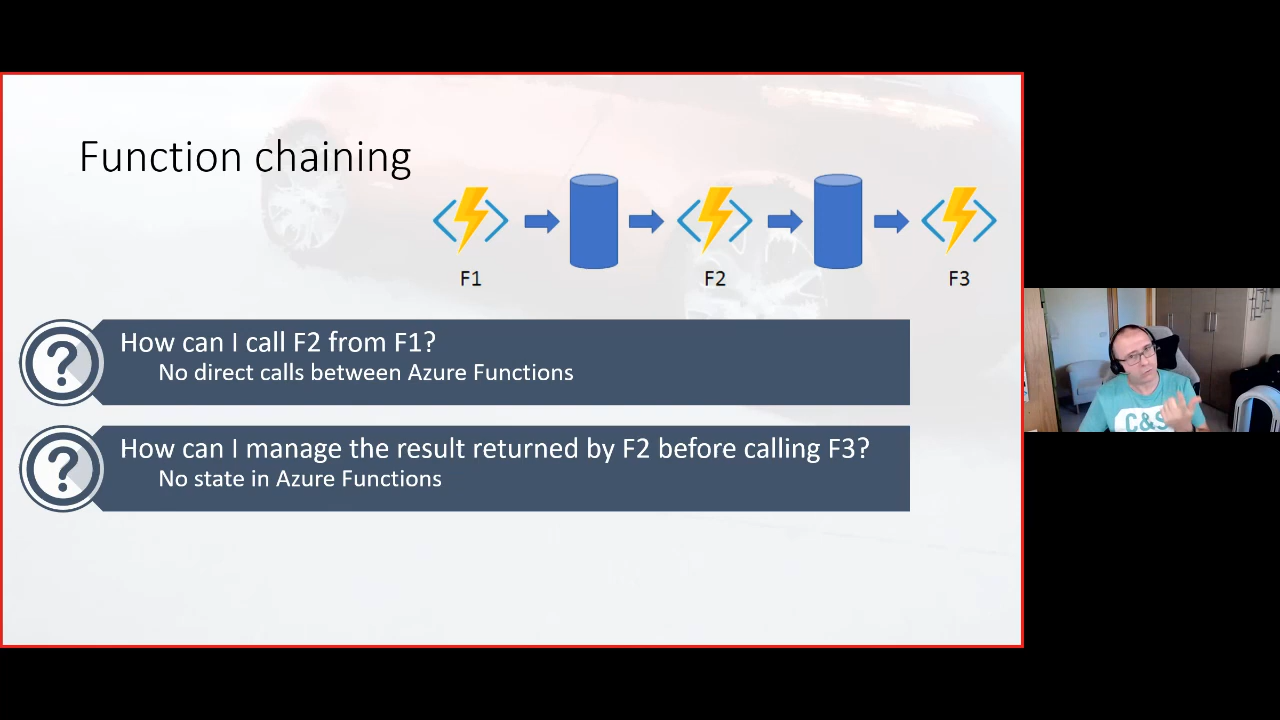 Function chaining
F1
F2
F3
How can I call F2 from F1?
No direct calls between Azure Functions
How can I manage the result returned by F2 before calling F3?
No state in Azure Functions
C&S